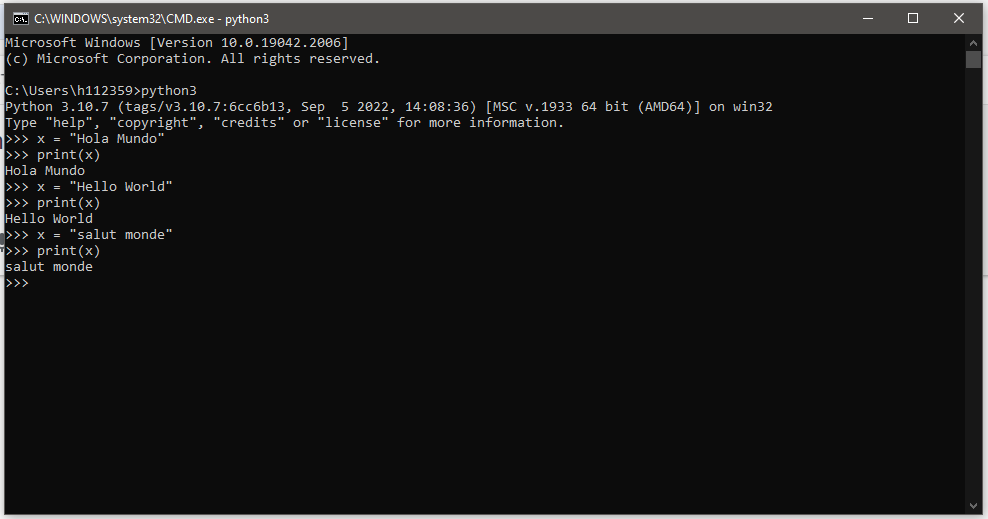 C:\WINDOWS\system32\CMD.exe - python3
Microsoft Windows [Version 10.0.19042.2006]
(c) Microsoft Corporation. All rights reserved.
C:\Users\h112359>python3
Python 3.10.7 (tags/v3.10.7:6cc6b13, Sep  5 2022, 14:08:36) [MSC v.1933 64 bit (AMD64)] on win32
Type "help", "copyright", "credits" or "license" for more information.
>>> x = "Hola Mundo"
>>> print(x)
Hola Mundo
>>> x = "Hello World"
>>> print(x)
Hello World
>>> x = "salut monde"
>>> print(x)
salut monde
>>>